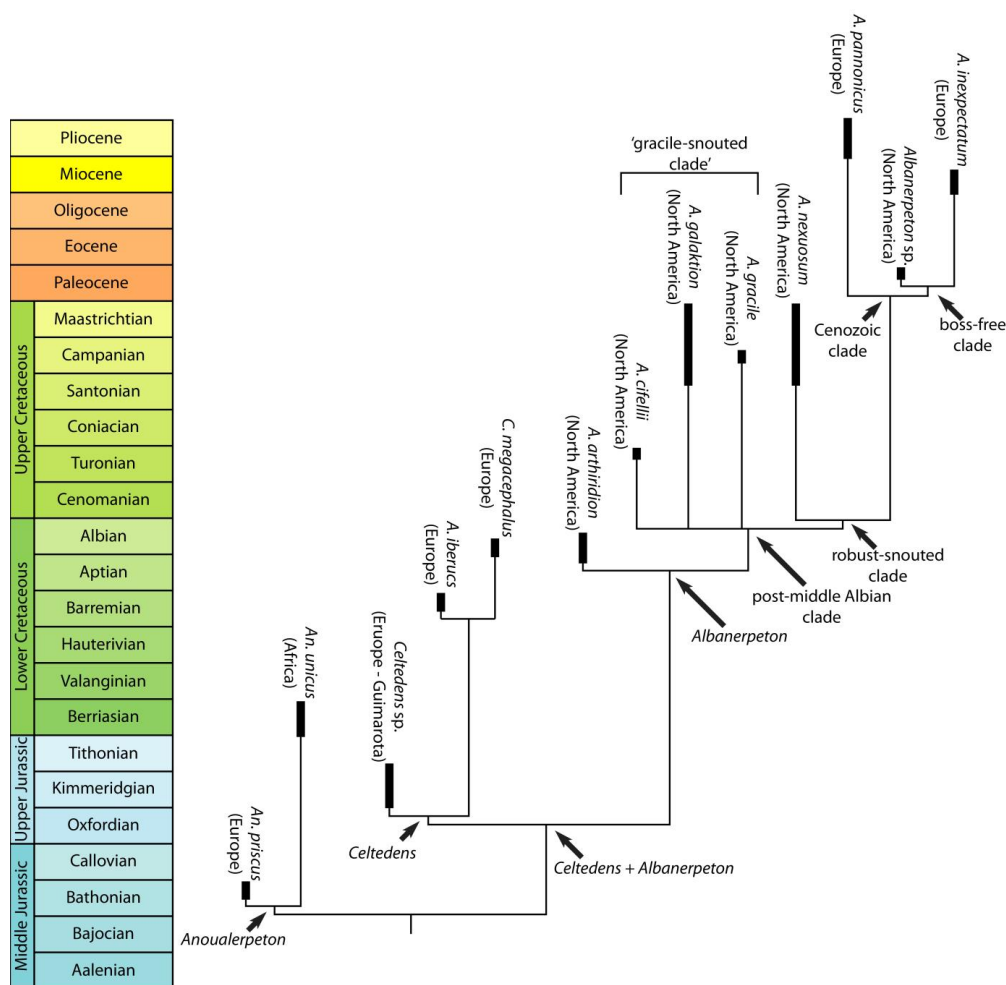 Pliocene
Miocene
Oligocene
Eocene
Paleocene
Upper Cretaceous
Maastrichtian
Campanian
Santonian
Coniacian
Turonian
Cenomanian
Lower Cretaceous
Albian
Aptian
Barremian
Hauterivian
Valanginian
Berriasian
Upper Jurassic
Tithonian
Kimmeridgian
Oxfordian
Middle Jurassic
Callovian
Bathonian
Bajocian
Aalenian
An. priscus
(Europe)
An. unicus
(Africa)
Anoualerpeton
Celtedens sp.
(Eruope - Guimarota)
A. iberucs
(Europe)
C. megacephalus
(Europe)
Celtedens
Celtedens + Albanerpeton
A. arthiridion
(North America)
Albanerpeton
'gracile-snouted
clade'
A. cifellii
(North America)
A. galaktion
(North America)
A. gracile
(North America)
post-middle Albian
clade
A. nexuosum
(North America)
robust-snouted
clade
A. pannonicus
(Europe)
Albanerpeton sp.
(North America)
A. inexpectatum
(Europe)
Cenozoic
clade
boss-free
clade